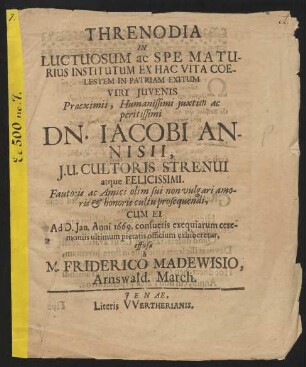 THRENODIA
IN
LUCTUOSUM ac SPE MATU-
RIUS INSTITUTUM EX HAC VITA COE-
LESTEM IN PATRIAM EXITUM
VIRI JUVENIS
Praeximii, Humanissimi juxtim ac
peritissimi
DN. IACOBI AN-
NISII,
J.U. CULTORIS STRENUI
atque FELICISSIMI.
Fautoris ac Amici olim sui non vulgari amo-
ris & honoris cultu prosequendi,
CUM EI
Ad D. Jan. Anni 1669. consuetis exequiarum cere-
moniis ultimum pietatis officium exhiberetur,
effusa
à
M. FRIDERICO MADEWISIO,
Arnswald. March.
JENAE,
Literis VVERTHERIANIS.